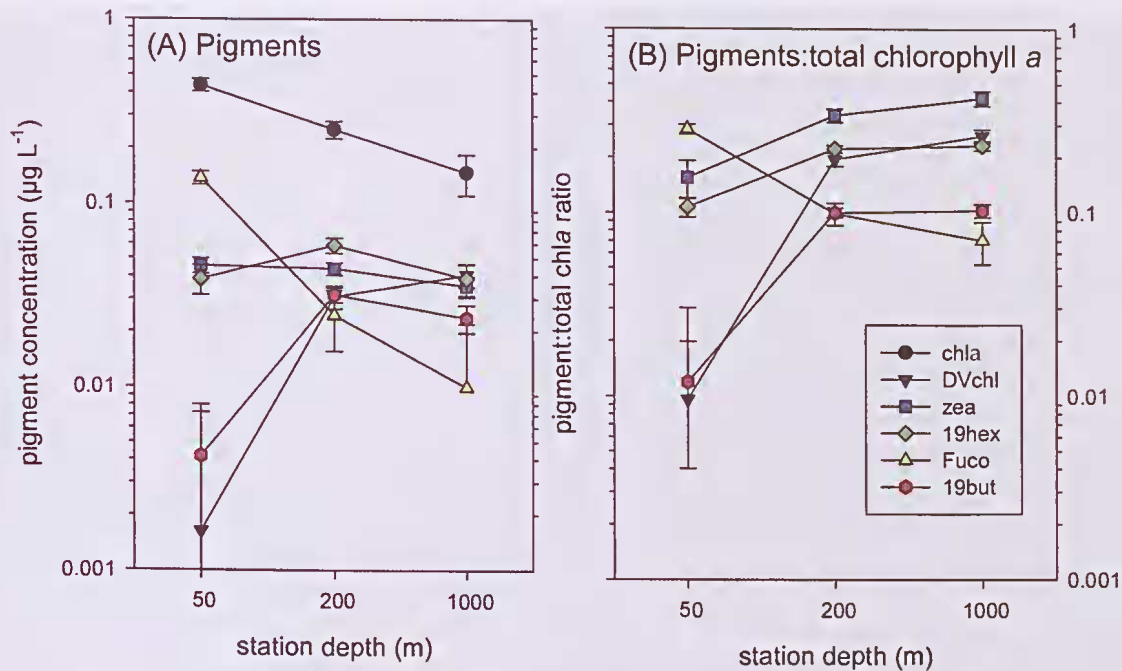 (A) Pigments
pigment concentration (µg L-1)
1
0.1
0.01
0.001
50
200
1000
station depth (m)
(B) Pigments:total chlorophyll a
pigment:total chla ratio
1
0.1
0.01
0.001
chla
DVchl
zea
19hex
Fuco
19but
50
200
1000
station depth (m)